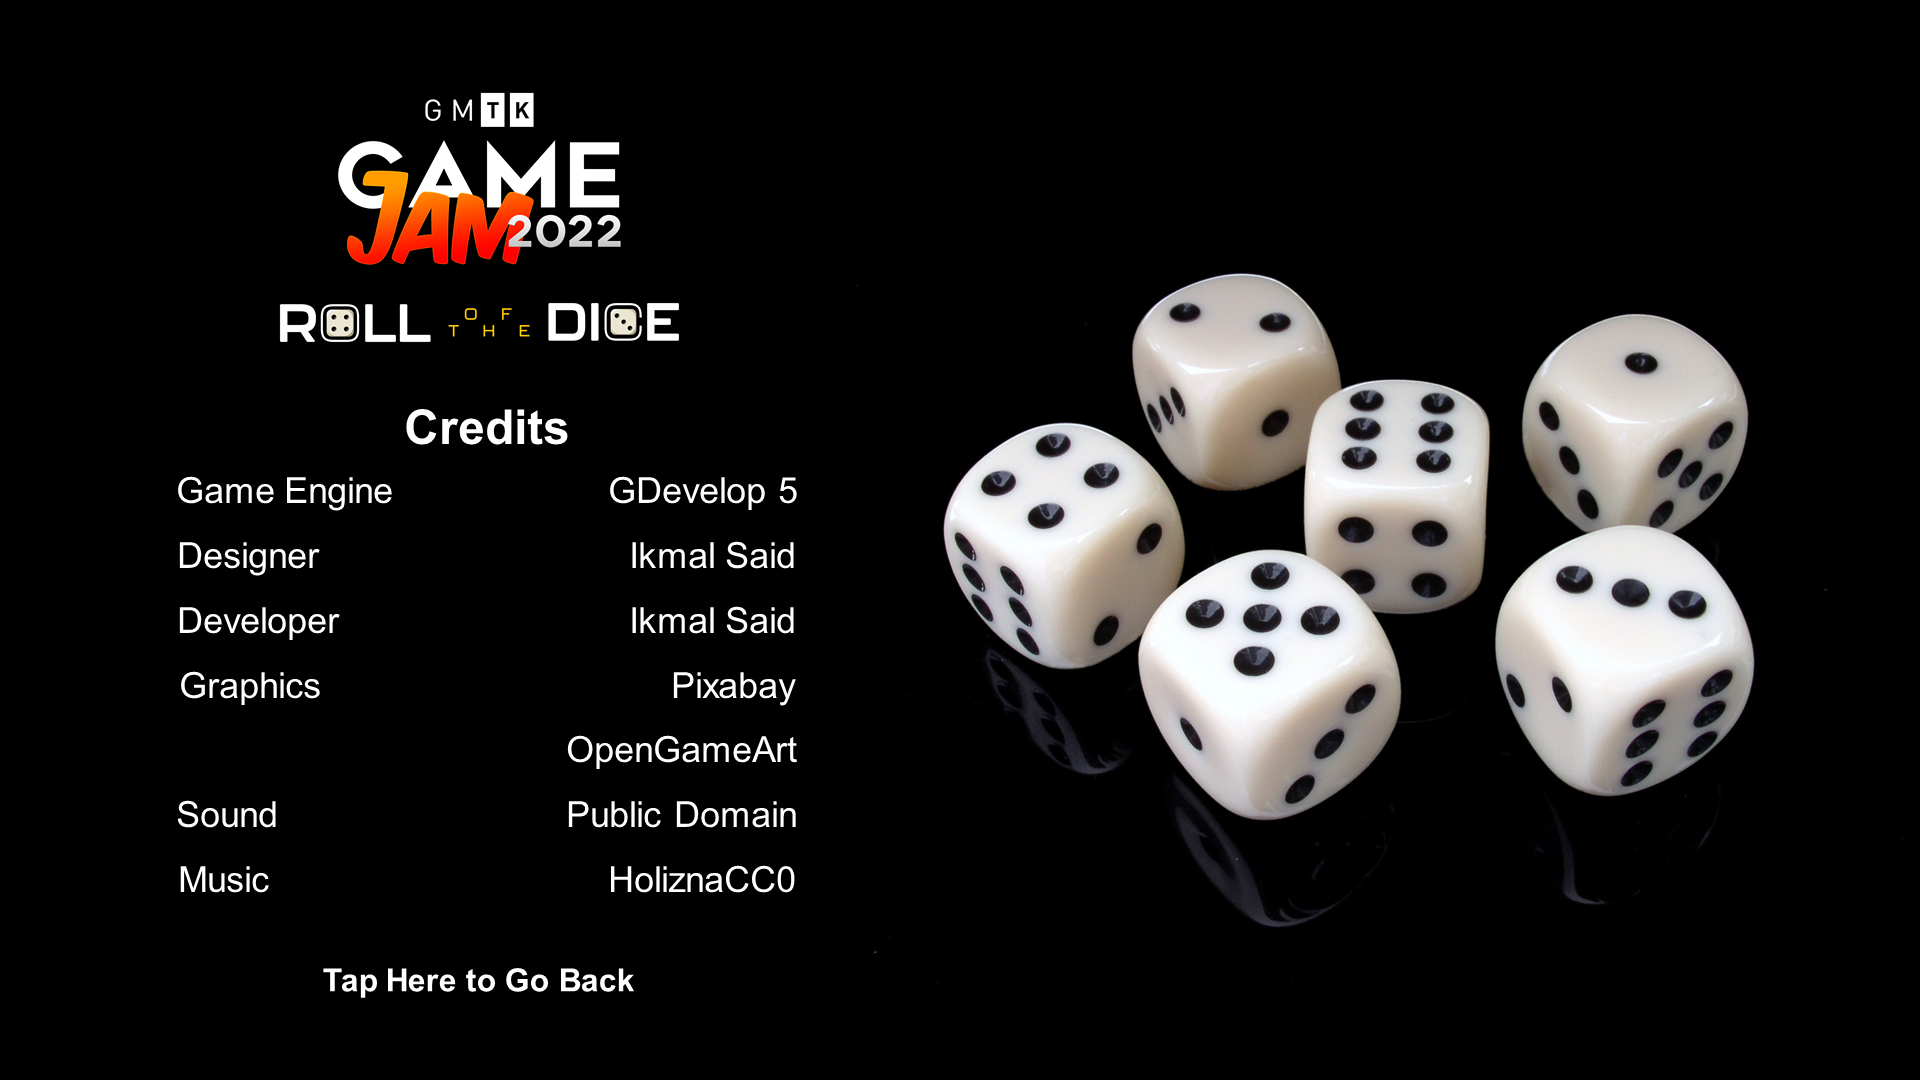 GMTK
GAME
JAM 2022
ROLL OF THE DICE
Credits
Game Engine GDevelop 5
Designer Ikmal Said
Developer Ikmal Said
Graphics Pixabay
OpenGameArt
Sound Public Domain
Music HoliznaCC0
Tap Here to Go Back